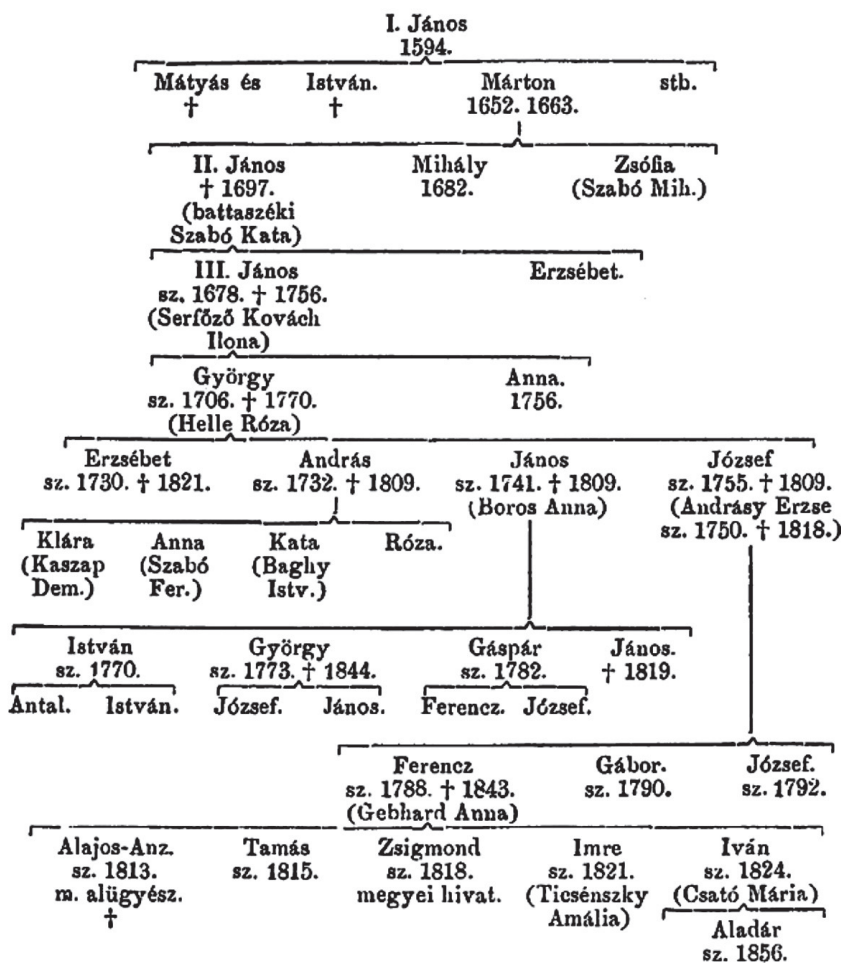 I. János
1594.
Mátyás és István. Márton stb.
† † 1652. 1663.
II. János Mihály Zsófia
† 1697. 1682. (Szabó Mih.)
(battaszéki
Szabó Kata)
III. János Erzsébet.
sz. 1678. † 1756.
(Serfőző Kovách
Ilona)
György Anna.
sz. 1706. † 1770. 1756.
(Helle Róza)
Erzsébet András János József
sz. 1730. † 1821. sz. 1732. † 1809. sz. 1741. † 1809. sz. 1755. † 1809.
(Boros Anna) (Andrásy Erzse
sz. 1750. † 1818.)
Klára Anna Kata Róza.
(Kaszap (Szabó (Baghy
Dem.) Fer.) Istv.)
István György Gáspár János.
sz. 1770. sz. 1773. † 1844. sz. 1782. † 1819.
Antal. István. József. János. Ferencz. József.
Ferencz Gábor. József.
sz. 1788. † 1843. sz. 1790. sz. 1792.
(Gebhard Anna)
Alajos-Anz. Tamás Zsigmond Imre Iván
sz. 1813. sz. 1815. sz. 1818. sz. 1821. sz. 1824.
m. alügyész. megyei hivat. (Ticsénszky (Csató Mária)
† Amália)
Aladár
sz. 1856.